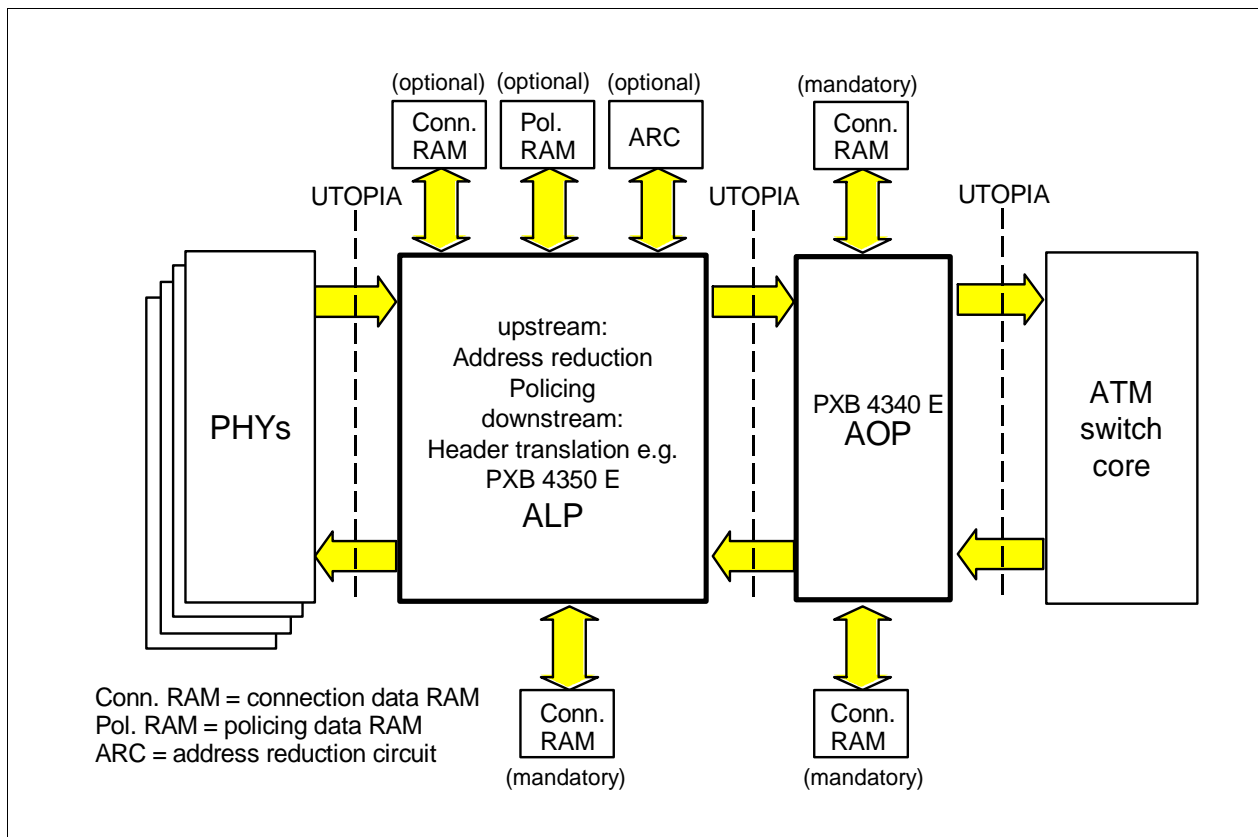 (optional)
(optional)
(optional)
(mandatory)
Conn.
RAM
Pol.
RAM
ARC
Conn.
RAM
UTOPIA
UTOPIA
UTOPIA
PHYs
upstream:
Address reduction
Policing
downstream:
Header translation e.g.
PXB 4350 E
ALP
PXB 4340 E
AOP
ATM
switch
core
Conn. RAM = connection data RAM
Pol. RAM = policing data RAM
ARC = address reduction circuit
Conn.
RAM
(mandatory)
Conn.
RAM
(mandatory)